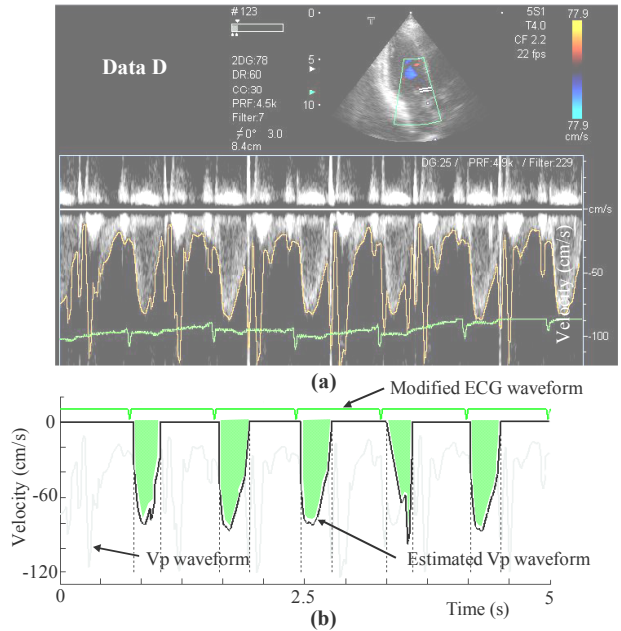 # 123
Data D
2DG:78
DR:60
CC:30
PRF:4.5k
Filter:7
≠0° 3.0
8.4cm
0
5
10
5S1
T4.0
CF 2.2
22 fps
77.9
77.9
cm/s
DG:25 / PRF:4.9k / Filter:229
cm/s
-50
-100
Velocity (cm/s)
(a)
Modified ECG waveform
0
-60
-120
Velocity (cm/s)
Vp waveform
Estimated Vp waveform
0
2.5
5
Time (s)
(b)